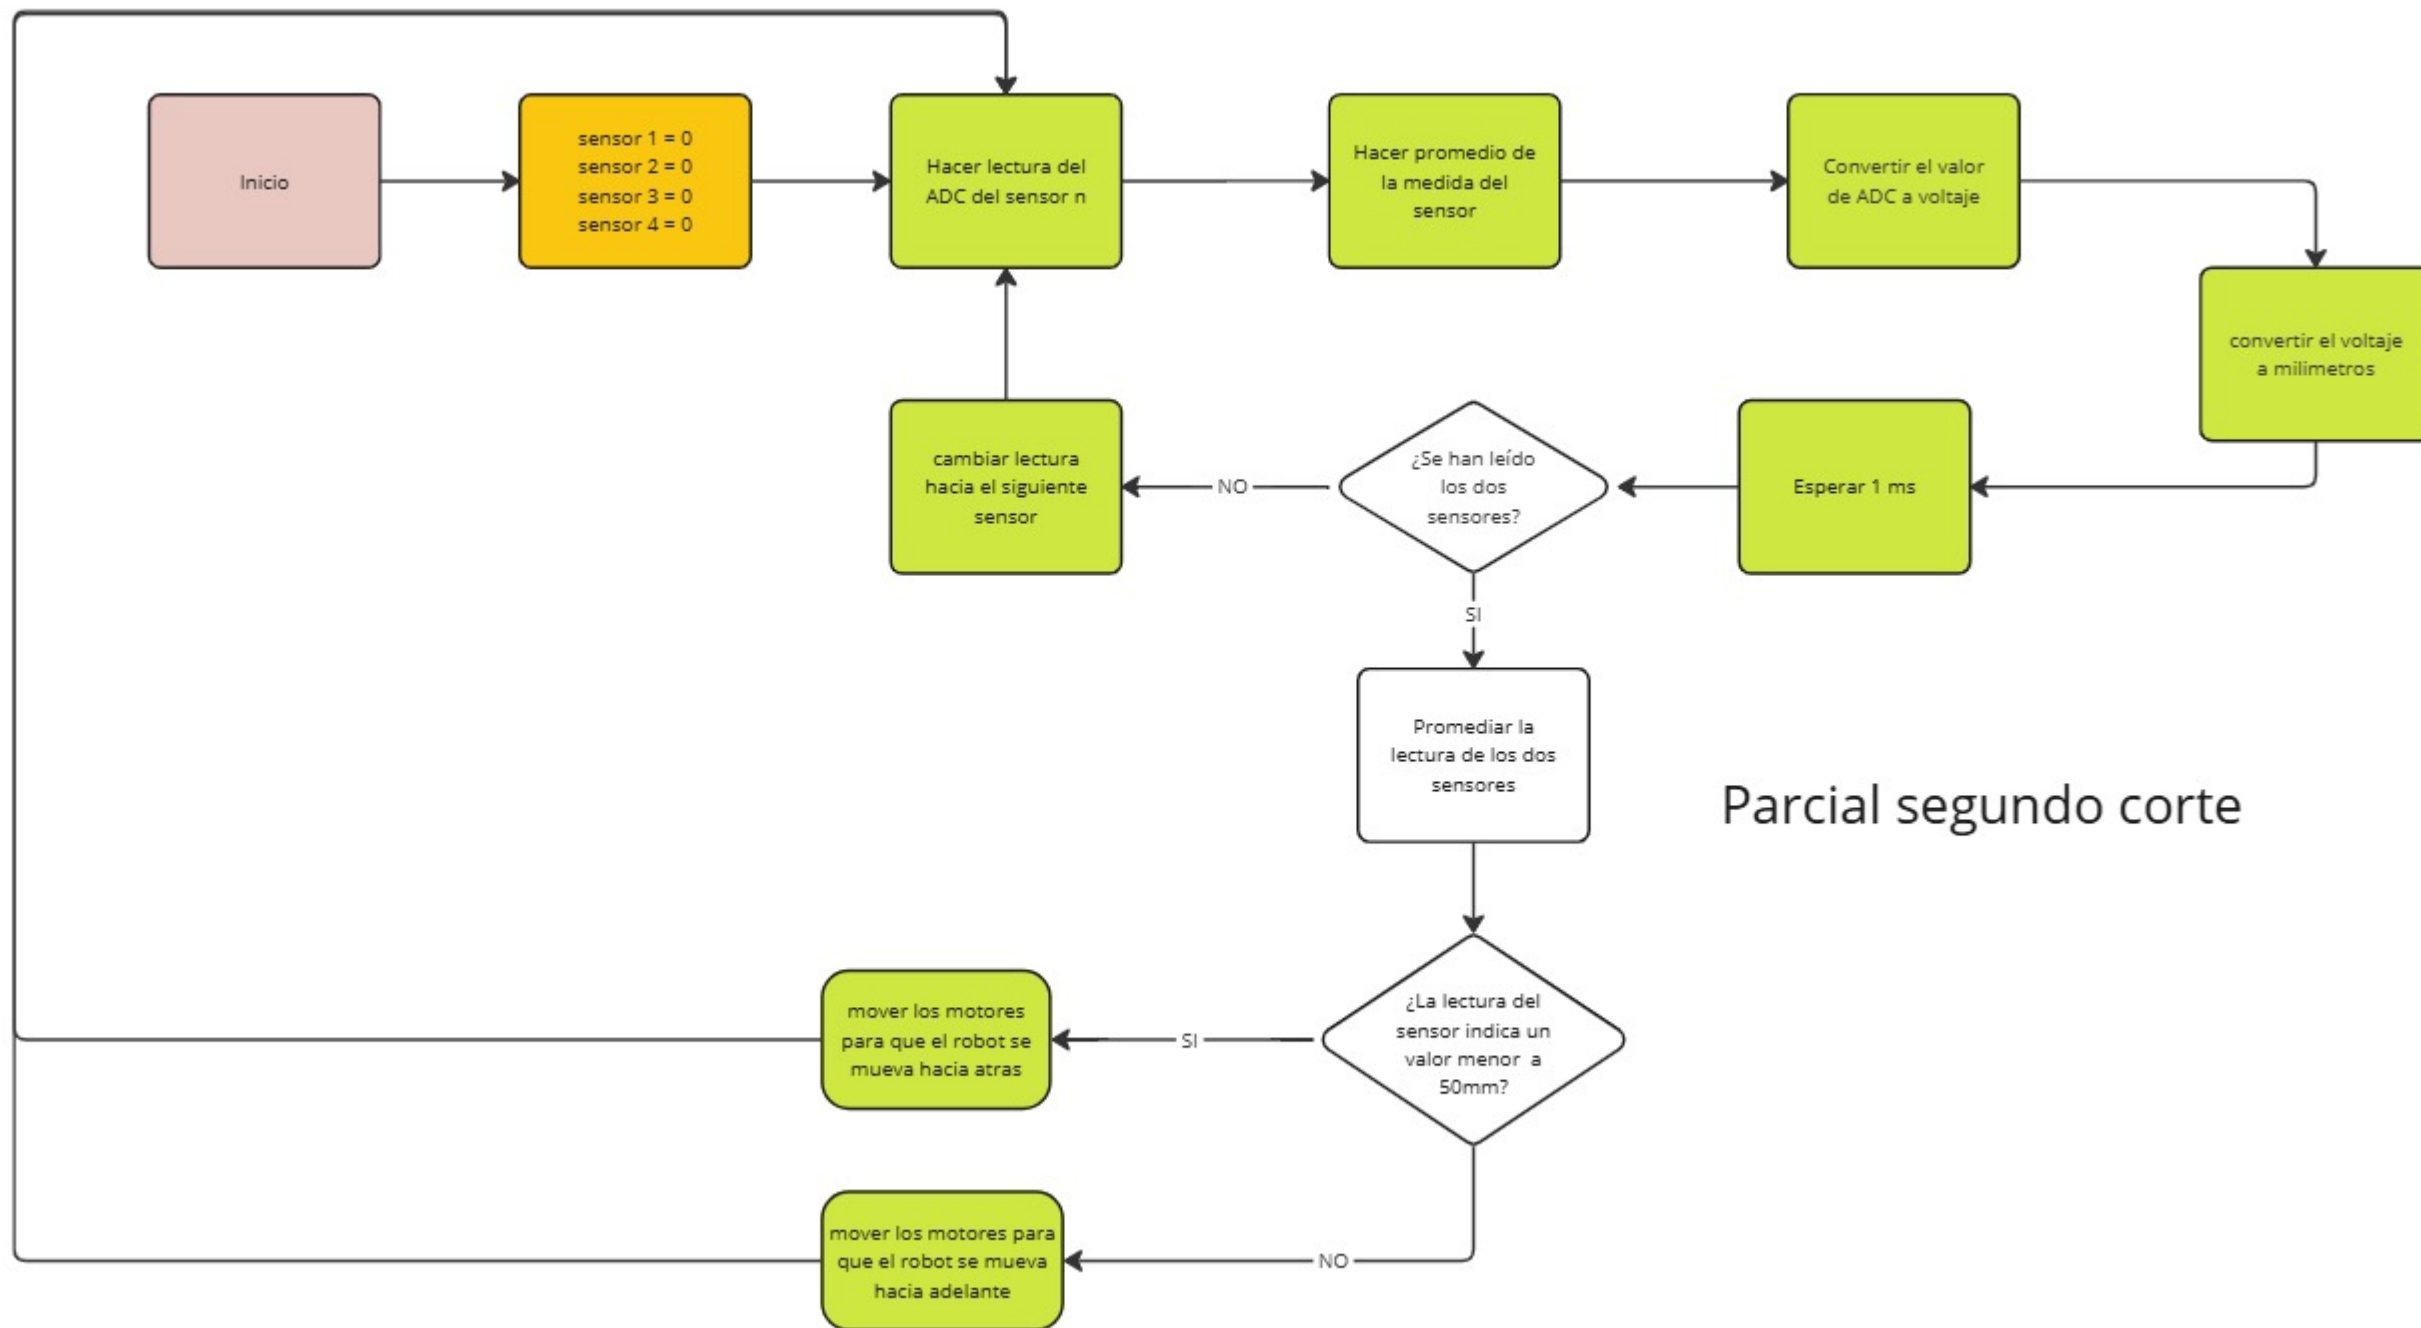 Inicio
sensor 1 = 0
sensor 2 = 0
sensor 3 = 0
sensor 4 = 0
Hacer lectura del
ADC del sensor n
Hacer promedio de
la medida del
sensor
Convertir el valor
de ADC a voltaje
convertir el voltaje
a milimetros
Esperar 1 ms
¿Se han leído
los dos
sensores?
NO
cambiar lectura
hacia el siguiente
sensor
SI
Promediar la
lectura de los dos
sensores
Parcial segundo corte
¿La lectura del
sensor indica un
valor menor a
50mm?
SI
mover los motores
para que el robot se
mueva hacia atras
NO
mover los motores para
que el robot se mueva
hacia adelante